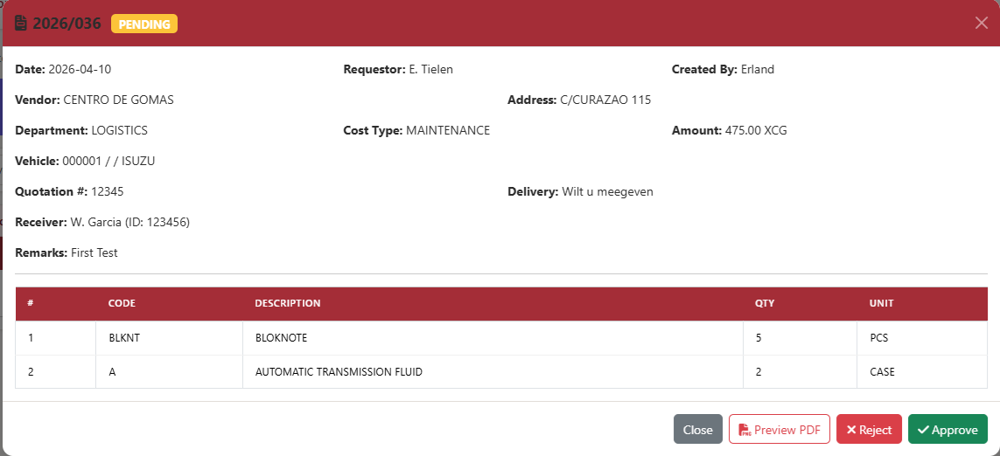 2026/036 PENDING
Date: 2026-04-10 Requestor: E. Tielen Created By: Erland
Vendor: CENTRO DE GOMAS Address: C/CURAZAO 115
Department: LOGISTICS Cost Type: MAINTENANCE Amount: 475.00 XCG
Vehicle: 000001 / / ISUZU
Quotation #: 12345 Delivery: Wilt u meegeven
Receiver: W. Garcia (ID: 123456)
Remarks: First Test
# CODE DESCRIPTION QTY UNIT
1 BLKNT BLOKNOTE 5 PCS
2 A AUTOMATIC TRANSMISSION FLUID 2 CASE
Close Preview PDF Reject Approve